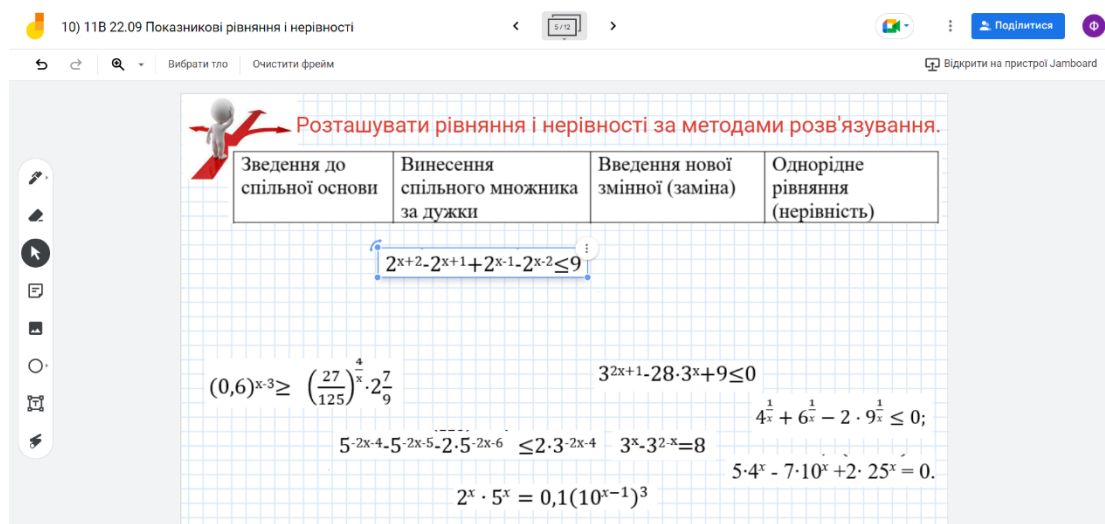 10) 11В 22.09 Показникові рівняння і нерівності
5/12
Поділитися
Ф
Вибрати тло
Очистити фрейм
Відкрити на пристрої Jamboard
Розташувати рівняння і нерівності за методами розв'язування.
Зведення до спільної основи
Винесення спільного множника за дужки
Введення нової змінної (заміна)
Однорідне рівняння (нерівність)
2^{x+2}-2^{x+1}+2^{x-1}-2^{x-2}≤9
(0,6)^{x-3}≥ (27/125)^{4/x}·2 7/9
3^{2x+1}-28·3^x+9≤0
4^{1/x} + 6^{1/x} − 2 · 9^{1/x} ≤ 0;
5^{-2x-4}-5^{-2x-5}-2·5^{-2x-6} ≤2·3^{-2x-4}
3^x-3^{2-x}=8
5·4^x - 7·10^x +2· 25^x = 0.
2^x · 5^x = 0,1(10^{x−1})^3